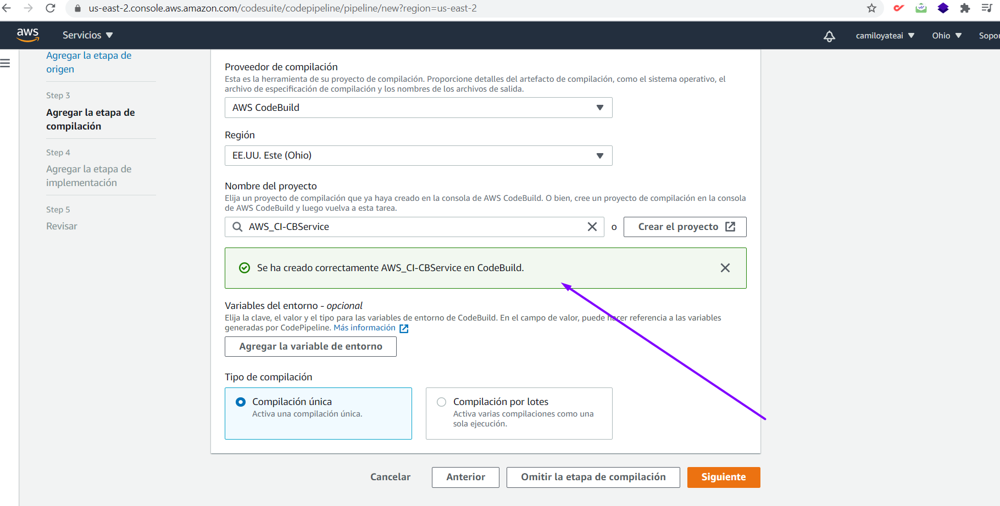 us-east-2.console.aws.amazon.com/codesuite/codepipeline/pipeline/new?region=us-east-2
aws
Servicios
camiloyateai
Ohio
Sopor
Agregar la etapa de
origen
Step 3
Agregar la etapa de
compilación
Step 4
Agregar la etapa de
implementación
Step 5
Revisar
Proveedor de compilación
Esta es la herramienta de su proyecto de compilación. Proporcione detalles del artefacto de compilación, como el sistema operativo, el
archivo de especificación de compilación y los nombres de los archivos de salida.
AWS CodeBuild
Región
EE.UU. Este (Ohio)
Nombre del proyecto
Elija un proyecto de compilación que ya haya creado en la consola de AWS CodeBuild. O bien, cree un proyecto de compilación en la consola
de AWS CodeBuild y luego vuelva a esta tarea.
AWS_CI-CBService
o
Crear el proyecto
Se ha creado correctamente AWS_CI-CBService en CodeBuild.
Variables del entorno - opcional
Elija la clave, el valor y el tipo para las variables de entorno de CodeBuild. En el campo de valor, puede hacer referencia a las variables
generadas por CodePipeline. Más información
Agregar la variable de entorno
Tipo de compilación
Compilación única
Activa una compilación única.
Compilación por lotes
Activa varias compilaciones como una
sola ejecución.
Cancelar
Anterior
Omitir la etapa de compilación
Siguiente